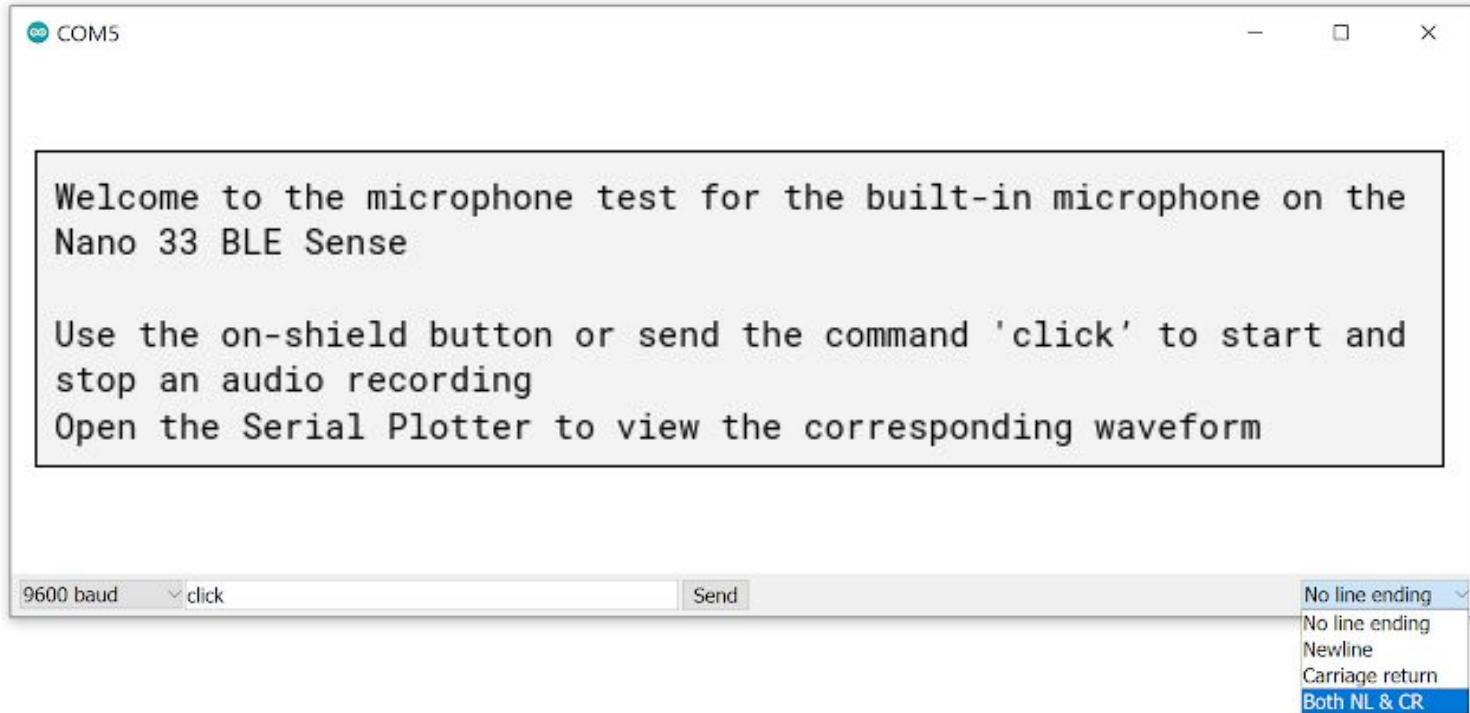 COM5
Welcome to the microphone test for the built-in microphone on the
Nano 33 BLE Sense
Use the on-shield button or send the command 'click’ to start and
stop an audio recording
Open the Serial Plotter to view the corresponding waveform
9600 baud click Send No line ending
No line ending
Newline
Carriage return
Both NL & CR